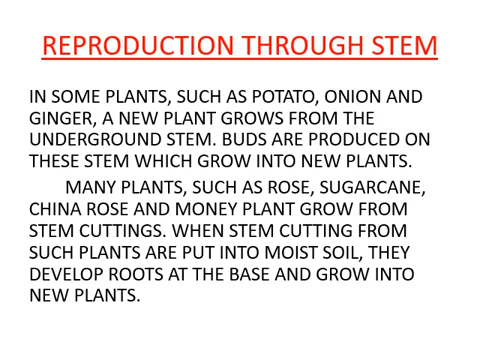 REPRODUCTION THROUGH STEM
IN SOME PLANTS, SUCH AS POTATO, ONION AND
GINGER, A NEW PLANT GROWS FROM THE
UNDERGROUND STEM. BUDS ARE PRODUCED ON
THESE STEM WHICH GROW INTO NEW PLANTS.
MANY PLANTS, SUCH AS ROSE, SUGARCANE,
CHINA ROSE AND MONEY PLANT GROW FROM
STEM CUTTINGS. WHEN STEM CUTTING FROM
SUCH PLANTS ARE PUT INTO MOIST SOIL, THEY
DEVELOP ROOTS AT THE BASE AND GROW INTO
NEW PLANTS.